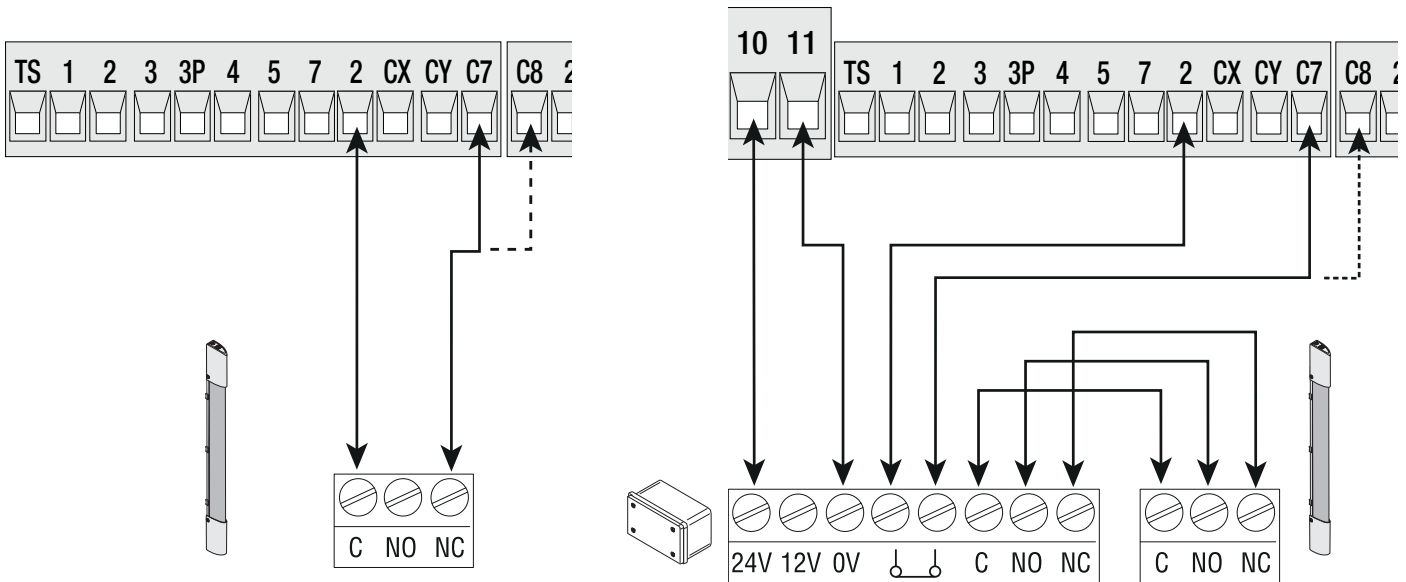 TS 1 2 3 3P 4 5 7 2 CX CY C7 C8
10 11
TS 1 2 3 3P 4 5 7 2 CX CY C7 C8
C NO NC
24V 12V 0V C NO NC
C NO NC